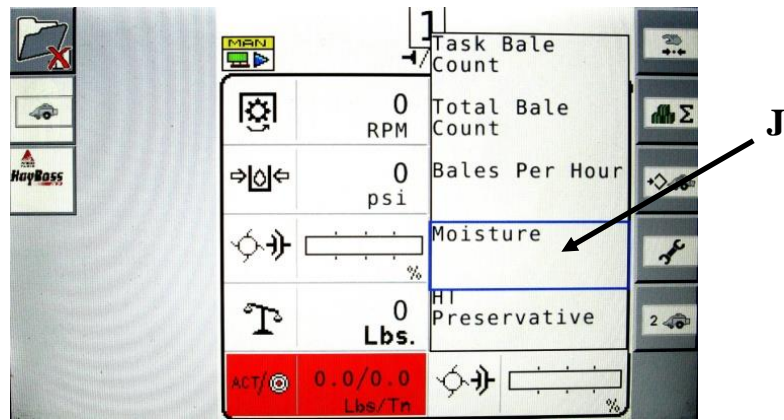 1
MAN
Task Bale
Count
0
RPM
Total Bale
Count
Σ
J
HayBoss
0
psi
Bales Per Hour
Moisture
%
0
Lbs.
HT
Preservative
2
ACT/
0.0/0.0
Lbs/Tn
%